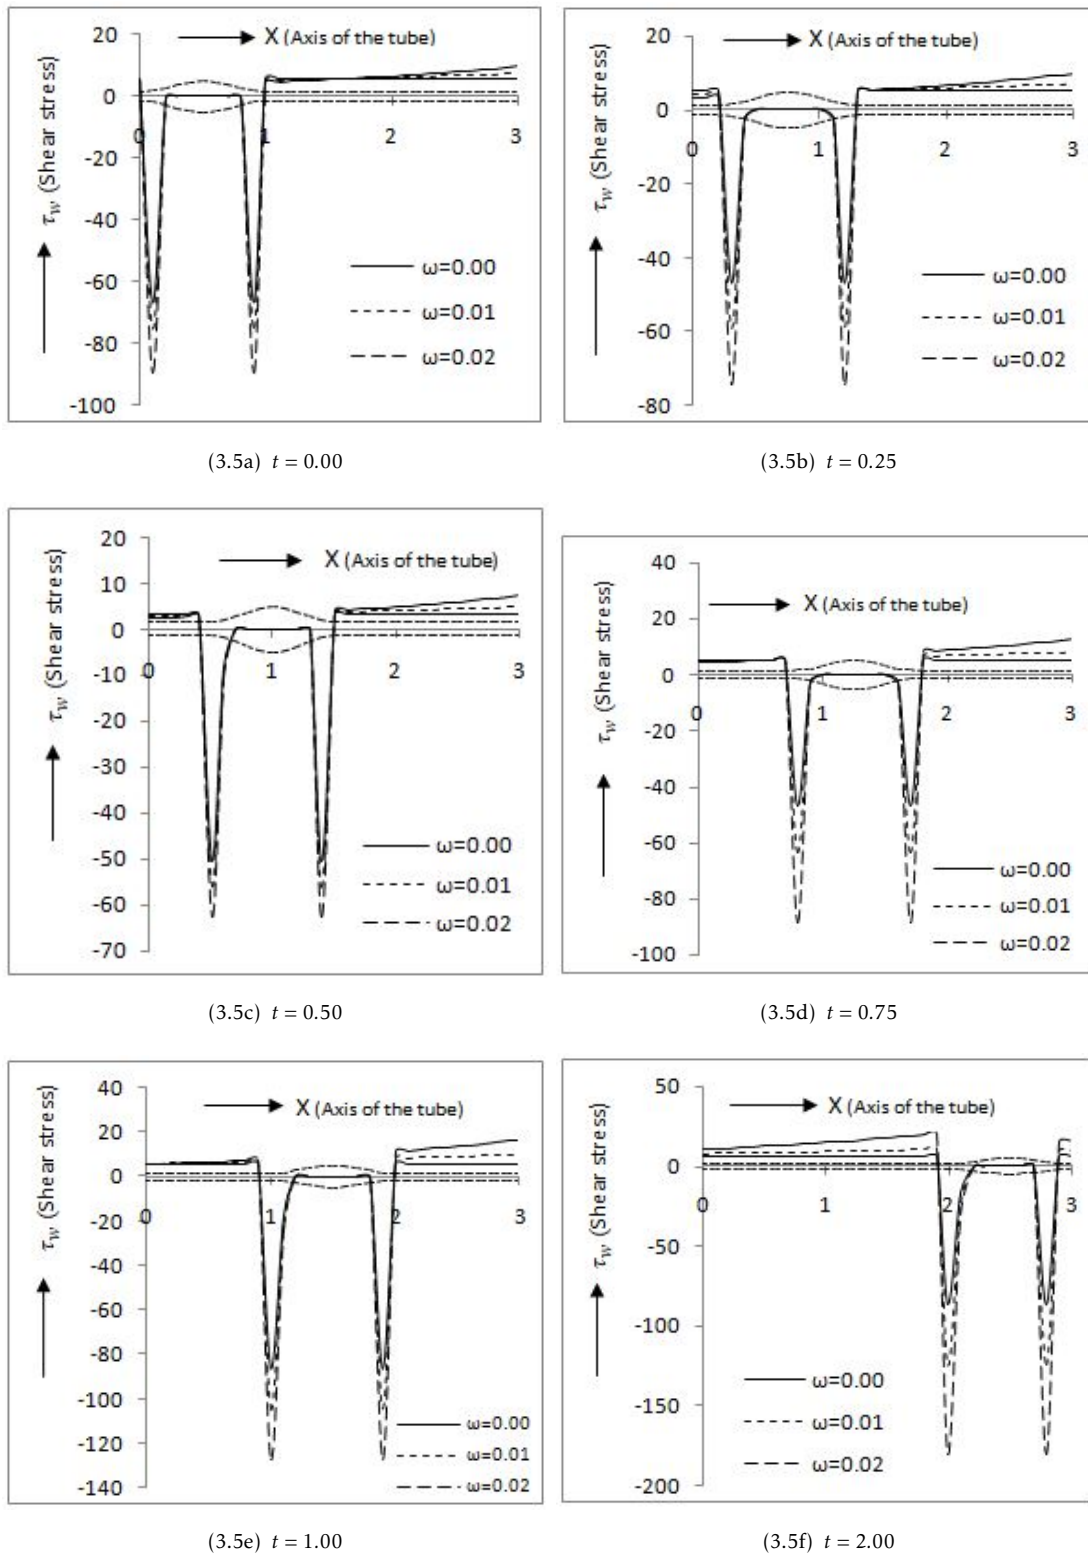 20
X (Axis of the tube)
0
0
1
2
3
-20
-40
-60
-80
-100
τw (Shear stress)
ω=0.00
ω=0.01
ω=0.02
(3.5a) t = 0.00
20
X (Axis of the tube)
0
0
1
2
3
-20
-40
-60
-80
τw (Shear stress)
ω=0.00
ω=0.01
ω=0.02
(3.5b) t = 0.25
20
X (Axis of the tube)
10
0
0
1
2
3
-10
-20
-30
-40
-50
-60
-70
τw (Shear stress)
ω=0.00
ω=0.01
ω=0.02
(3.5c) t = 0.50
40
X (Axis of the tube)
20
0
0
1
2
3
-20
-40
-60
-80
-100
τw (Shear stress)
ω=0.00
ω=0.01
ω=0.02
(3.5d) t = 0.75
40
X (Axis of the tube)
20
0
0
1
2
3
-20
-40
-60
-80
-100
-120
-140
τw (Shear stress)
ω=0.00
ω=0.01
ω=0.02
(3.5e) t = 1.00
50
X (Axis of the tube)
0
0
1
2
3
-50
-100
-150
-200
τw (Shear stress)
ω=0.00
ω=0.01
ω=0.02
(3.5f) t = 2.00